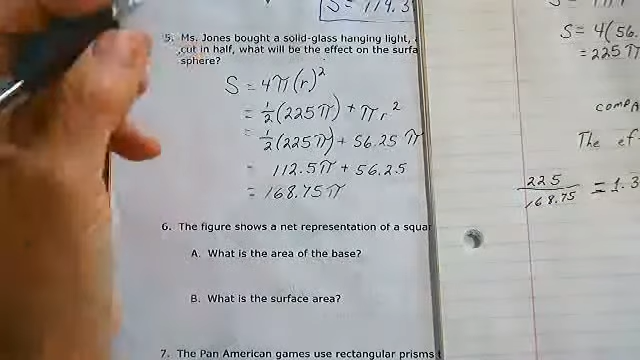 S = 114.3
5. Ms. Jones bought a solid-glass hanging light,
cut in half, what will be the effect on the surfa
sphere?
S = 4π(r)²
= ½(225π) + πr²
= ½(225π) + 56.25 π
= 112.5π + 56.25
= 168.75π
6. The figure shows a net representation of a squar
A. What is the area of the base?
B. What is the surface area?
7. The Pan American games use rectangular prisms t
S = 4(56.
= 225π
compa
The ef
225
168.75
= 1.3